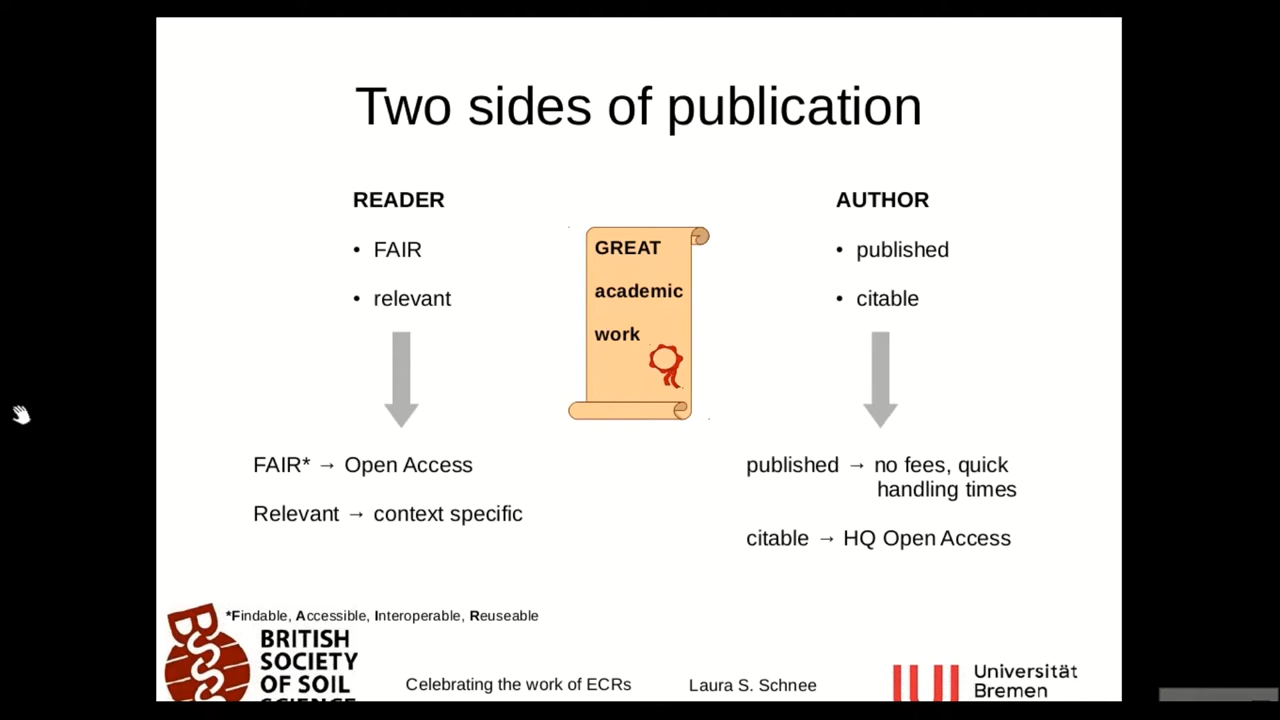 Two sides of publication
READER
• FAIR
• relevant
GREAT
academic
work
AUTHOR
• published
• citable
FAIR* → Open Access
Relevant → context specific
published → no fees, quick
handling times
citable → HQ Open Access
*Findable, Accessible, Interoperable, Reuseable
BSSS
BRITISH
SOCIETY
OF SOIL
SCIENCE
Celebrating the work of ECRs
Laura S. Schnee
Universität
Bremen